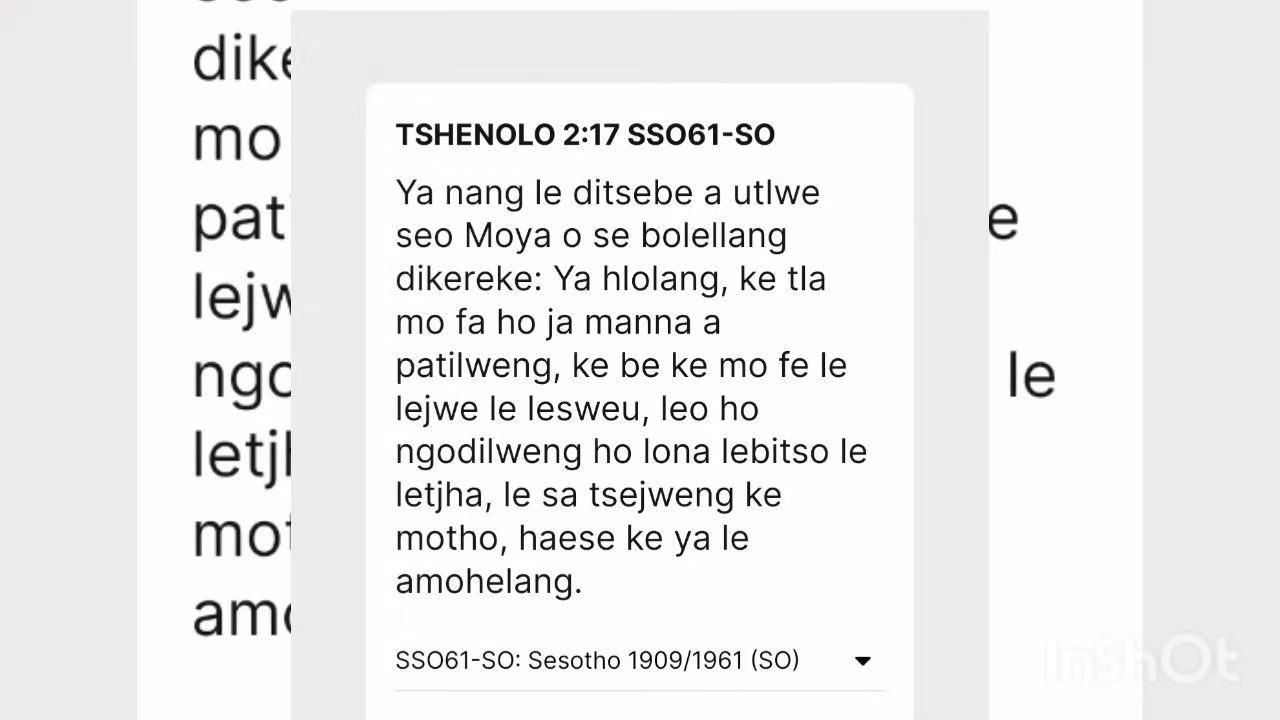 TSHENOLO 2:17 SSO61-SO
Ya nang le ditsebe a utlwe
seo Moya o se bolellang
dikereke: Ya hlolang, ke tla
mo fa ho ja manna a
patilweng, ke be ke mo fe le
lejwe le lesweu, leo ho
ngodilweng ho lona lebitso le
letjha, le sa tsejweng ke
motho, haese ke ya le
amohelang.
SSO61-SO: Sesotho 1909/1961 (SO)
InShOt